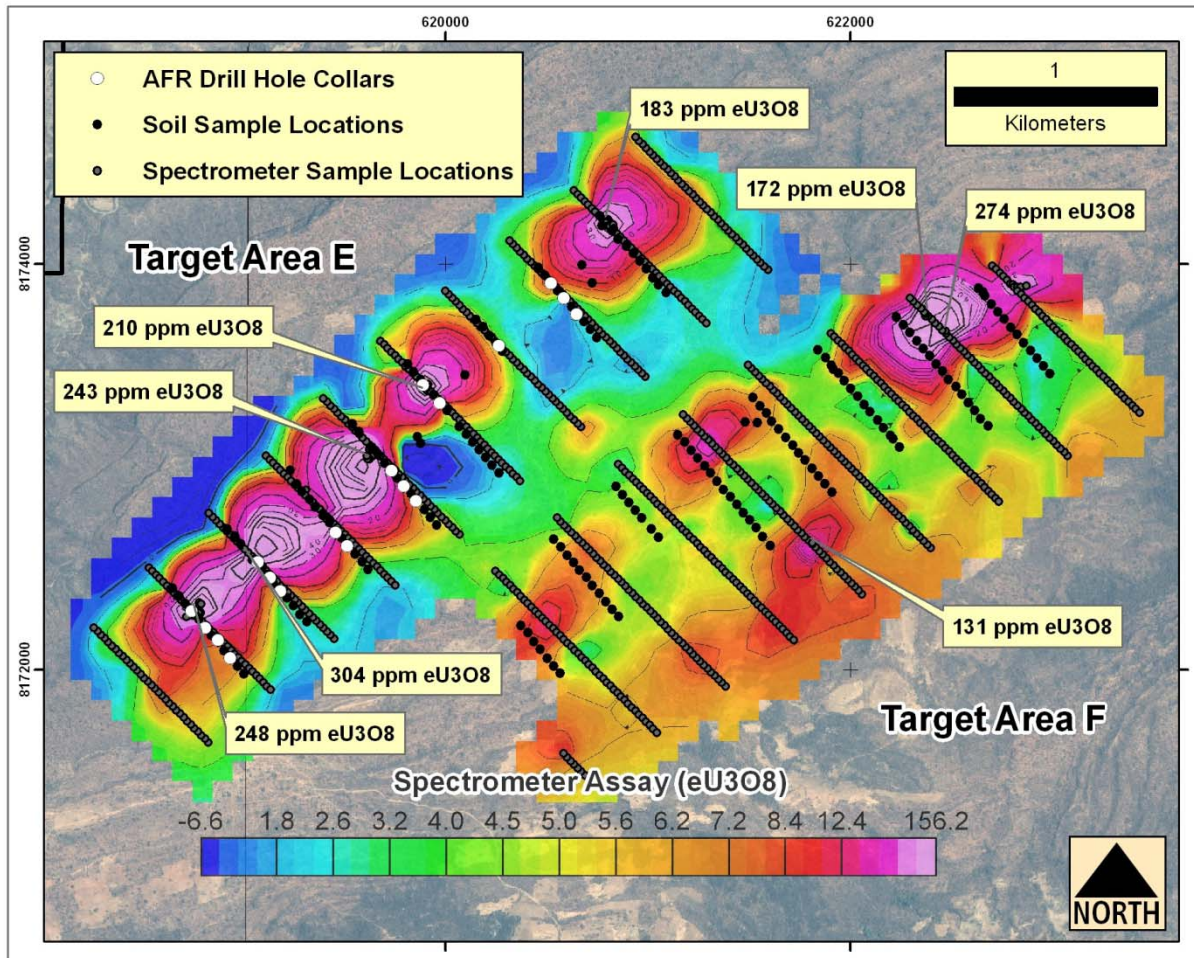 620000
622000
AFR Drill Hole Collars
Soil Sample Locations
Spectrometer Sample Locations
1
Kilometers
183 ppm eU3O8
172 ppm eU3O8
274 ppm eU3O8
8174000
Target Area E
210 ppm eU3O8
243 ppm eU3O8
131 ppm eU3O8
8172000
304 ppm eU3O8
248 ppm eU3O8
Target Area F
Spectrometer Assay (eU3O8)
-6.6 1.8 2.6 3.2 4.0 4.5 5.0 5.6 6.2 7.2 8.4 12.4 156.2
NORTH